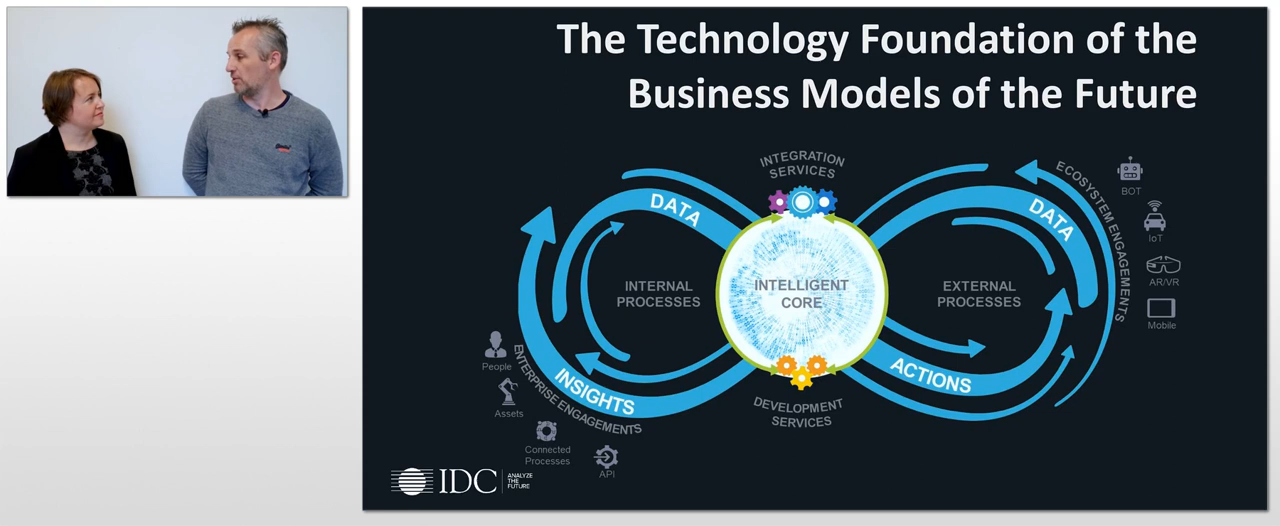 The Technology Foundation of the
Business Models of the Future
INTEGRATION
SERVICES
DATA
INTERNAL
PROCESSES
INTELLIGENT
CORE
EXTERNAL
PROCESSES
DATA
ECOSYSTEM ENGAGEMENTS
BOT
IoT
AR/VR
Mobile
People
Assets
Connected
Processes
API
ENTERPRISE ENGAGEMENTS
INSIGHTS
ACTIONS
DEVELOPMENT
SERVICES
IDC
ANALYZE
THE
FUTURE